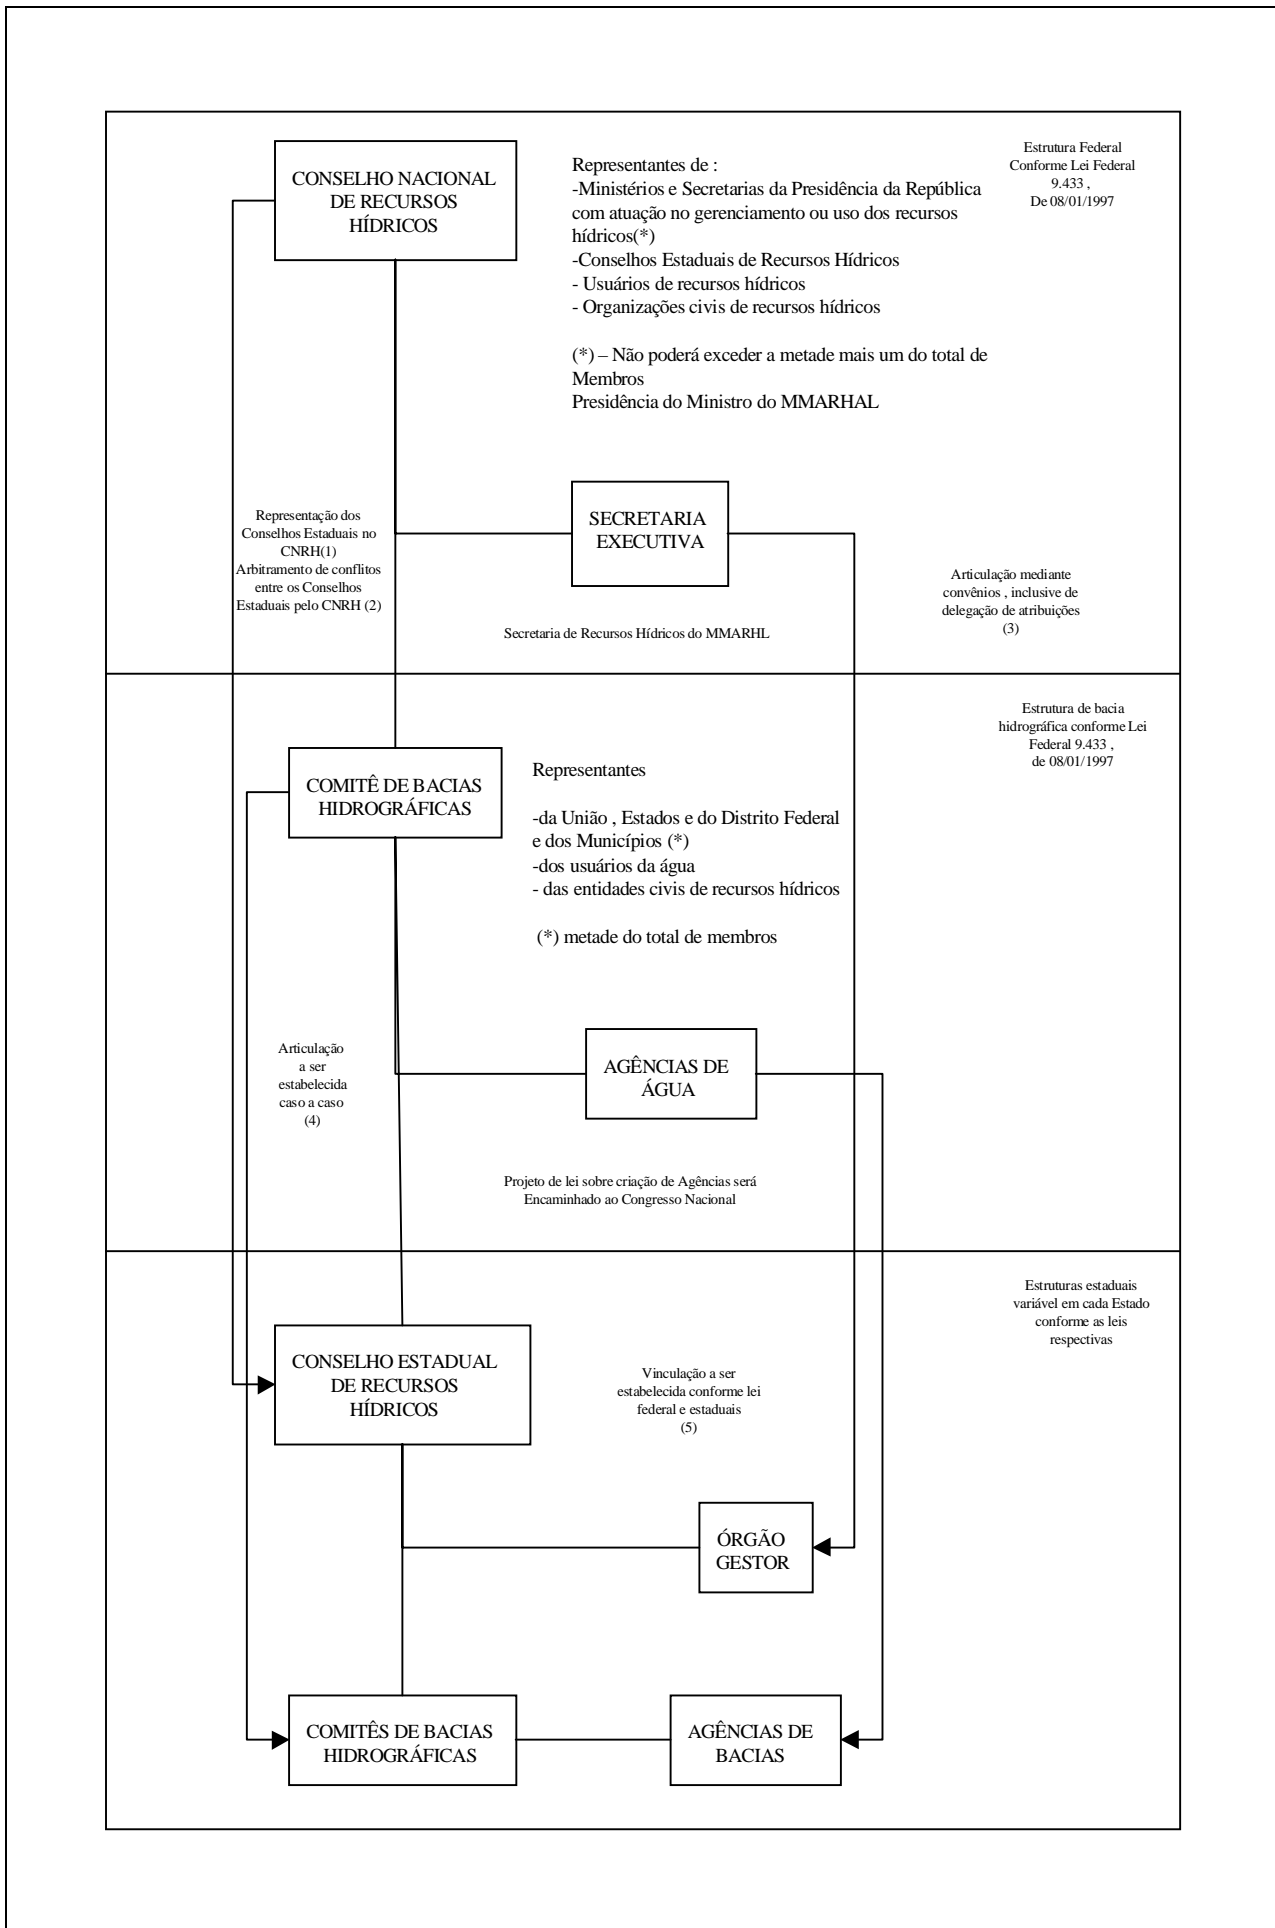 CONSELHO NACIONAL
DE RECURSOS
HÍDRICOS
Representantes de :
-Ministérios e Secretarias da Presidência da República
com atuação no gerenciamento ou uso dos recursos
hídricos(*)
-Conselhos Estaduais de Recursos Hídricos
- Usuários de recursos hídricos
- Organizações civis de recursos hídricos
(*) – Não poderá exceder a metade mais um do total de
Membros
Presidência do Ministro do MMARHAL
Estrutura Federal
Conforme Lei Federal
9.433 ,
De 08/01/1997
Representação dos
Conselhos Estaduais no
CNRH(1)
Arbitramento de conflitos
entre os Conselhos
Estaduais pelo CNRH (2)
SECRETARIA
EXECUTIVA
Secretaria de Recursos Hídricos do MMARHL
Articulação mediante
convênios , inclusive de
delegação de atribuições
(3)
Estrutura de bacia
hidrográfica conforme Lei
Federal 9.433 ,
de 08/01/1997
COMITÊ DE BACIAS
HIDROGRÁFICAS
Representantes
-da União , Estados e do Distrito Federal
e dos Municípios (*)
-dos usuários da água
- das entidades civis de recursos hídricos
(*) metade do total de membros
Articulação
a ser
estabelecida
caso a caso
(4)
AGÊNCIAS DE
ÁGUA
Projeto de lei sobre criação de Agências será
Encaminhado ao Congresso Nacional
Estruturas estaduais
variável em cada Estado
conforme as leis
respectivas
CONSELHO ESTADUAL
DE RECURSOS
HÍDRICOS
Vinculação a ser
estabelecida conforme lei
federal e estaduais
(5)
ÓRGÃO
GESTOR
COMITÊS DE BACIAS
HIDROGRÁFICAS
AGÊNCIAS DE
BACIAS